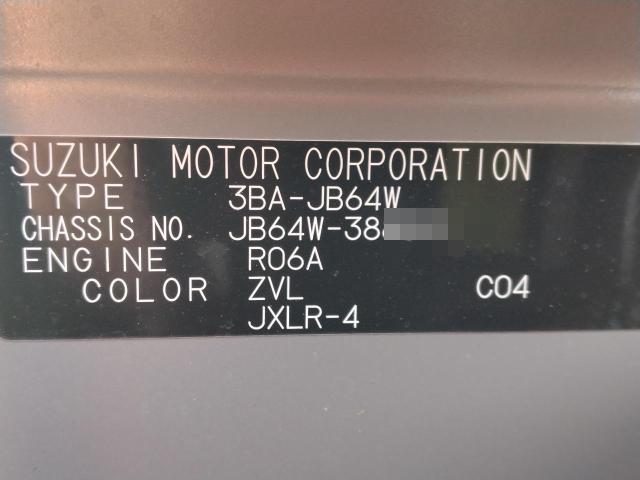 SUZUKI MOTOR CORPORATION
TYPE 3BA-JB64W
CHASSIS NO. JB64W-38
ENGINE R06A
COLOR ZVL C04
JXLR-4